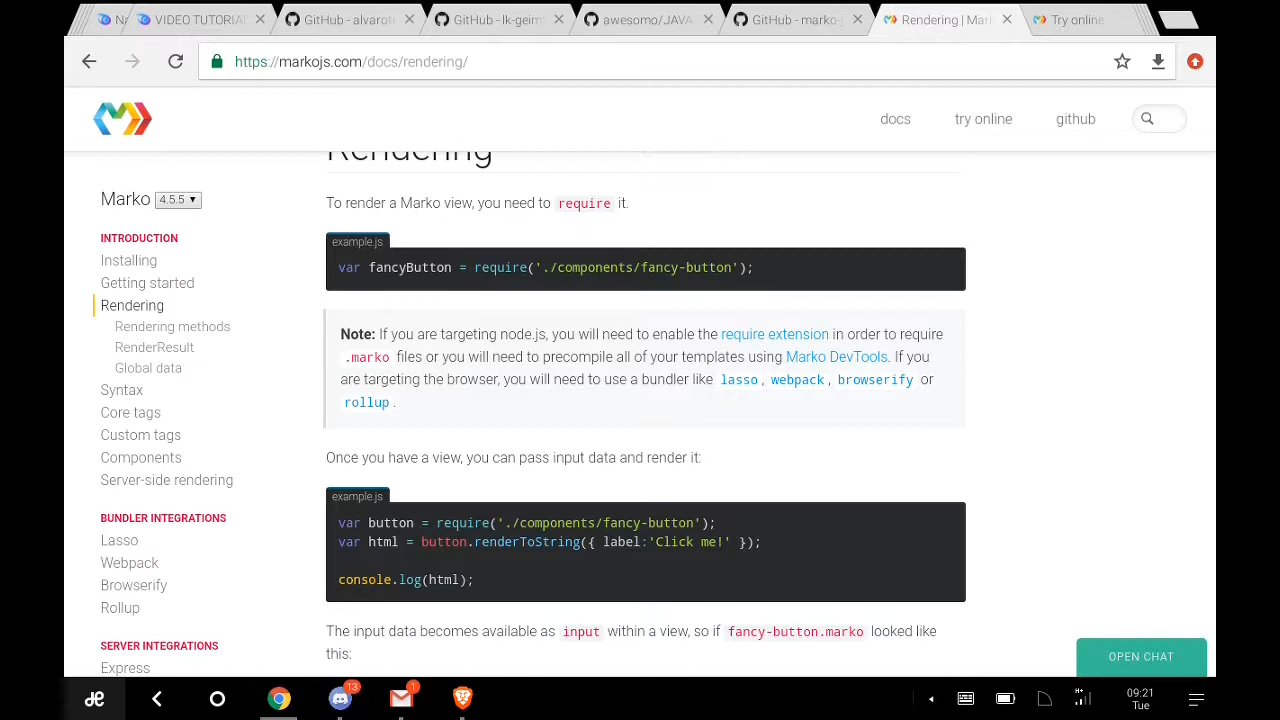 VIDEO TUTORIA
GitHub - alvarot
GitHub - lk-geim
awesomo/JAVA
GitHub - marko-j
Rendering | Mar
Try online
https://markojs.com/docs/rendering/
docs
try online
github
Rendering
Marko 4.5.5 ▼
INTRODUCTION
Installing
Getting started
Rendering
Rendering methods
RenderResult
Global data
Syntax
Core tags
Custom tags
Components
Server-side rendering
BUNDLER INTEGRATIONS
Lasso
Webpack
Browserify
Rollup
SERVER INTEGRATIONS
Express
To render a Marko view, you need to require it.
example.js
var fancyButton = require('./components/fancy-button');
Note: If you are targeting node.js, you will need to enable the require extension in order to require
.marko files or you will need to precompile all of your templates using Marko DevTools. If you
are targeting the browser, you will need to use a bundler like lasso, webpack, browserify or
rollup.
Once you have a view, you can pass input data and render it:
example.js
var button = require('./components/fancy-button');
var html = button.renderToString({ label:'Click me!' });
console.log(html);
The input data becomes available as input within a view, so if fancy-button.marko looked like
this:
OPEN CHAT
13
1
H+
09:21
Tue